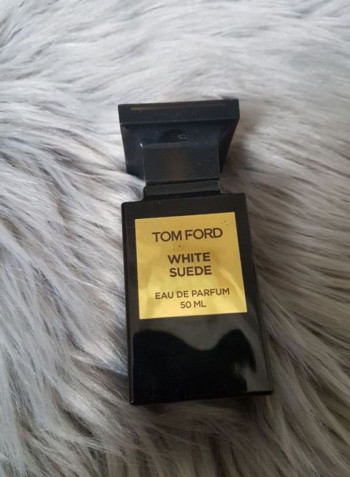 TOM FORD
WHITE
SUEDE
EAU DE PARFUM
50 ML